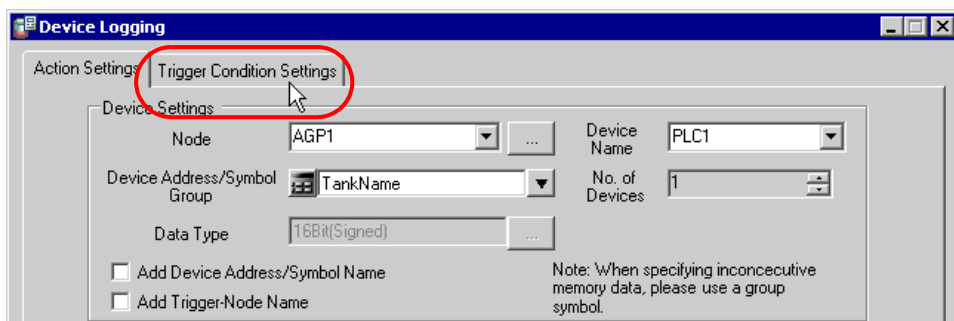 Device Logging
Action Settings
Trigger Condition Settings
Device Settings
Node
AGP1
...
Device
Name
PLC1
Device Address/Symbol
Group
TankName
No. of
Devices
1
Data Type
16Bit(Signed)
...
Add Device Address/Symbol Name
Add Trigger-Node Name
Note: When specifying inconcecutive
memory data, please use a group
symbol.